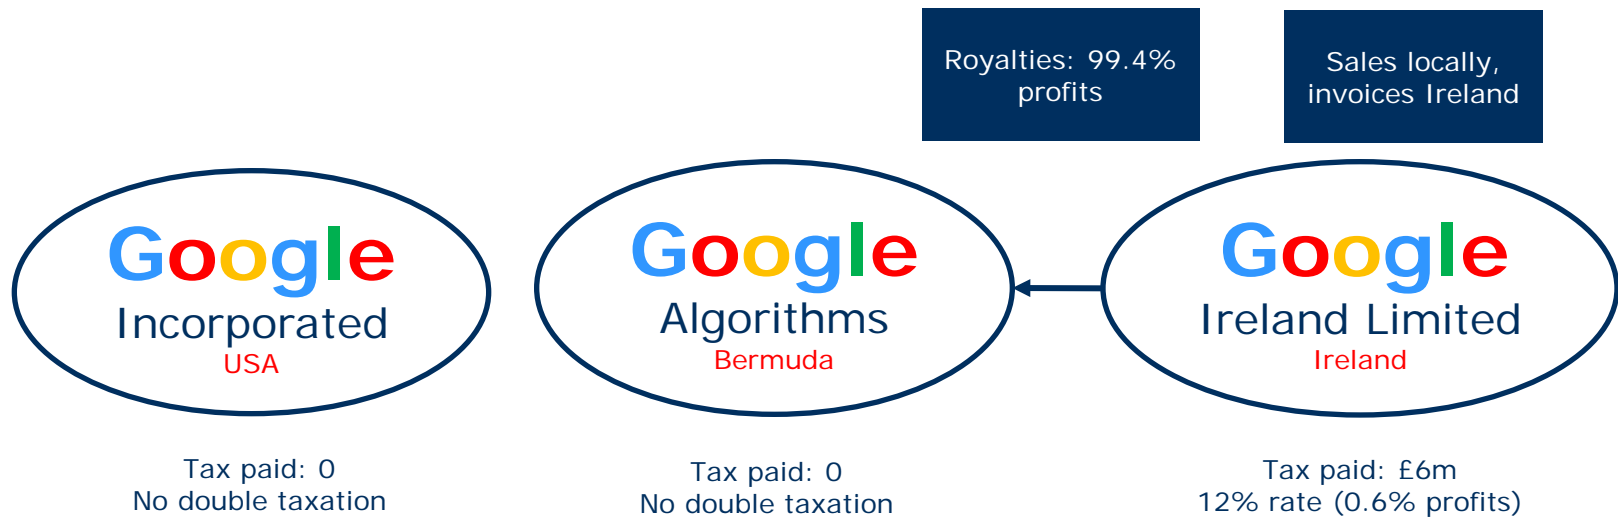 Royalties: 99.4%
profits
Sales locally,
invoices Ireland
Google
Incorporated
USA
Google
Algorithms
Bermuda
Google
Ireland Limited
Ireland
Tax paid: 0
No double taxation
Tax paid: 0
No double taxation
Tax paid: £6m
12% rate (0.6% profits)